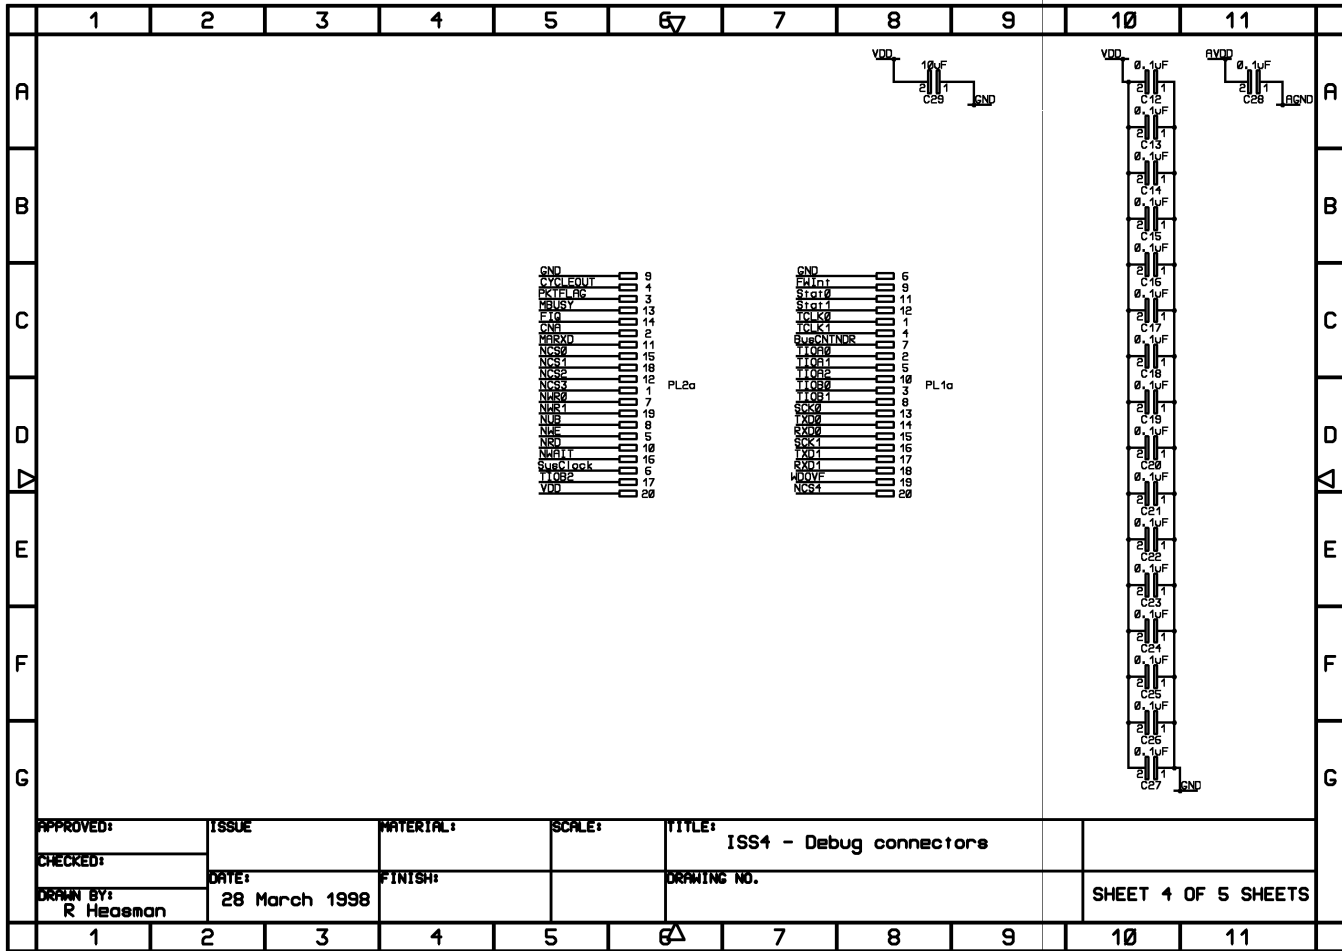 1 2 3 4 5 6 7 8 9 10 11
A A
B B
C C
D D
E E
F F
G G
VDD
10uF
2 1
C29
GND
VDD
0.1uF
2 1
C12
0.1uF
2 1
C13
0.1uF
2 1
C14
0.1uF
2 1
C15
0.1uF
2 1
C16
0.1uF
2 1
C17
0.1uF
2 1
C18
0.1uF
2 1
C19
0.1uF
2 1
C20
0.1uF
2 1
C21
0.1uF
2 1
C22
0.1uF
2 1
C23
0.1uF
2 1
C24
0.1uF
2 1
C25
0.1uF
2 1
C26
0.1uF
2 1
C27
GND
AVDD
0.1uF
2 1
C28
AGND
GND 9
CYCLEOUT 4
PKTFLAG 3
MBUSY 13
FIQ 14
CNA 2
MARXD 11
NCS0 15
NCS1 18
NCS2 12
NCS3 1
NWR0 7
NWR1 19
NUB 8
NWE 5
NRD 10
NWAIT 16
SysClock 6
TIOB2 17
VDD 20
PL2a
GND 6
FWInt 9
Stat0 11
Stat1 12
TCLK0 1
TCLK1 4
BusCNTNDR 7
TIOA0 2
TIOA1 5
TIOA2 10
TIOB0 3
TIOB1 8
SCK0 13
TXD0 14
RXD0 15
SCK1 16
TXD1 17
RXD1 18
WDOVF 19
NCS4 20
PL1a
APPROVED:
CHECKED:
DRAWN BY:
R Heasman
ISSUE
DATE:
28 March 1998
MATERIAL:
FINISH:
SCALE:
TITLE:
ISS4 - Debug connectors
DRAWING NO.
SHEET 4 OF 5 SHEETS
1 2 3 4 5 6 7 8 9 10 11